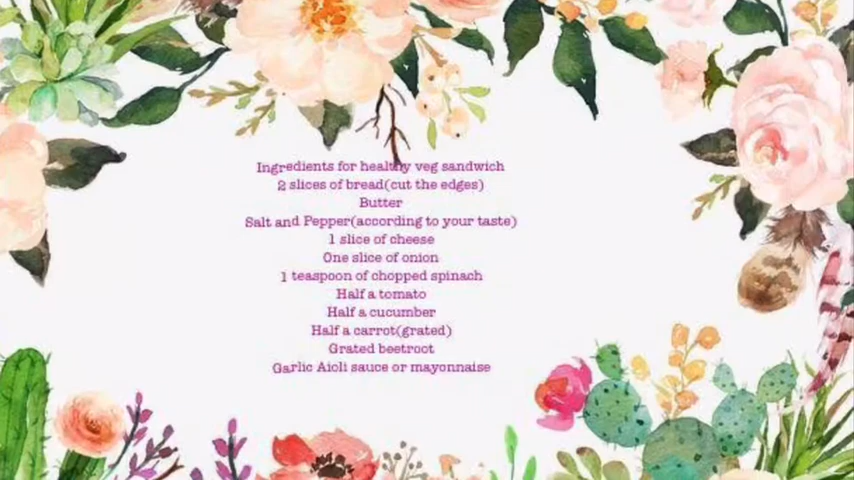 Ingredients for healthy veg sandwich
2 slices of bread(cut the edges)
Butter
Salt and Pepper(according to your taste)
1 slice of cheese
One slice of onion
1 teaspoon of chopped spinach
Half a tomato
Half a cucumber
Half a carrot(grated)
Grated beetroot
Garlic Aioli sauce or mayonnaise